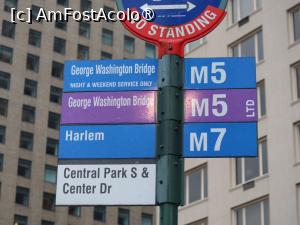 [c] AmFostAcolo.ro
NO STANDING
George Washington Bridge
NIGHT & WEEKEND SERVICE ONLY
M5
George Washington Bridge
M5 LTD
Harlem
M7
Central Park S &
Center Dr